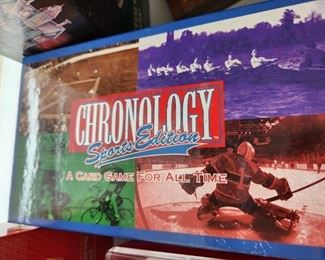 CHRONOLOGY
Sports Edition
A CARD GAME FOR ALL TIME